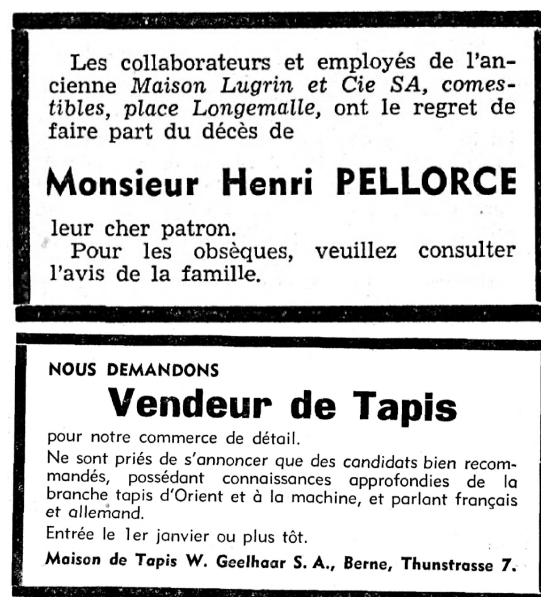 Les collaborateurs et employés de l'an-
cienne Maison Lugrin et Cie SA, comes-
tibles, place Longemalle, ont le regret de
faire part du décès de
Monsieur Henri PELLORCE
leur cher patron.
Pour les obsèques, veuillez consulter
l'avis de la famille.
NOUS DEMANDONS
Vendeur de Tapis
pour notre commerce de détail.
Ne sont priés de s'annoncer que des candidats bien recom-
mandés, possédant connaissances approfondies de la
branche tapis d'Orient et à la machine, et parlant français
et allemand.
Entrée le 1er janvier ou plus tôt.
Maison de Tapis W. Geelhaar S. A., Berne, Thunstrasse 7.